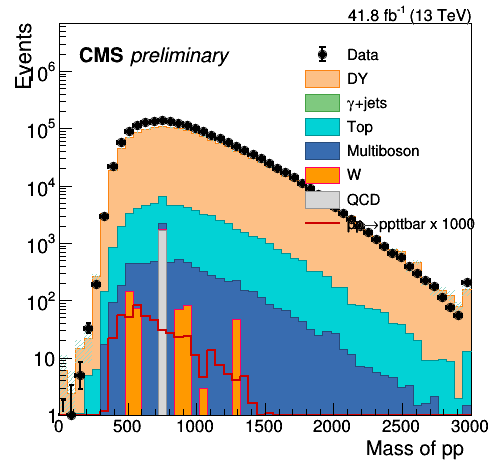 41.8 fb⁻¹ (13 TeV)
Events
CMS preliminary
Data
DY
γ+jets
Top
Multiboson
W
QCD
pp→ppttbar x 1000
10⁶
10⁵
10⁴
10³
10²
10
1
0 500 1000 1500 2000 2500 3000
Mass of pp